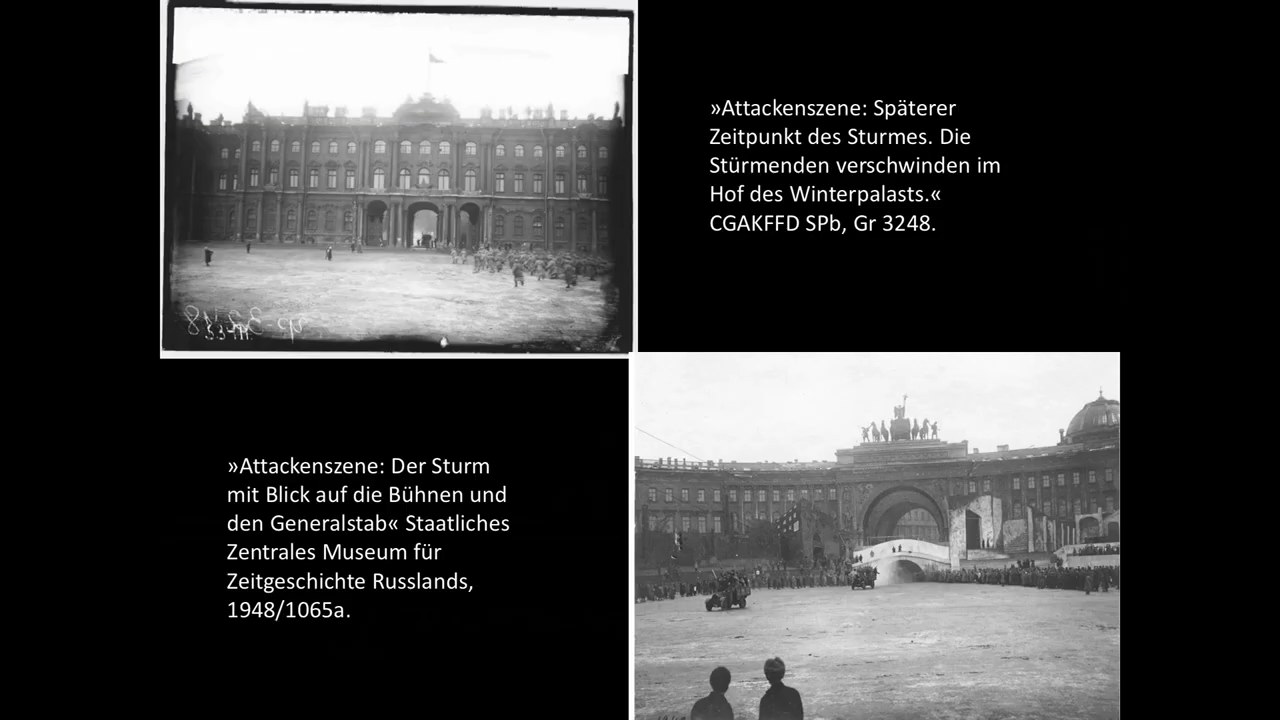 »Attackenszene: Späterer
Zeitpunkt des Sturmes. Die
Stürmenden verschwinden im
Hof des Winterpalasts.«
CGAKFFD SPb, Gr 3248.
»Attackenszene: Der Sturm
mit Blick auf die Bühnen und
den Generalstab« Staatliches
Zentrales Museum für
Zeitgeschichte Russlands,
1948/1065a.